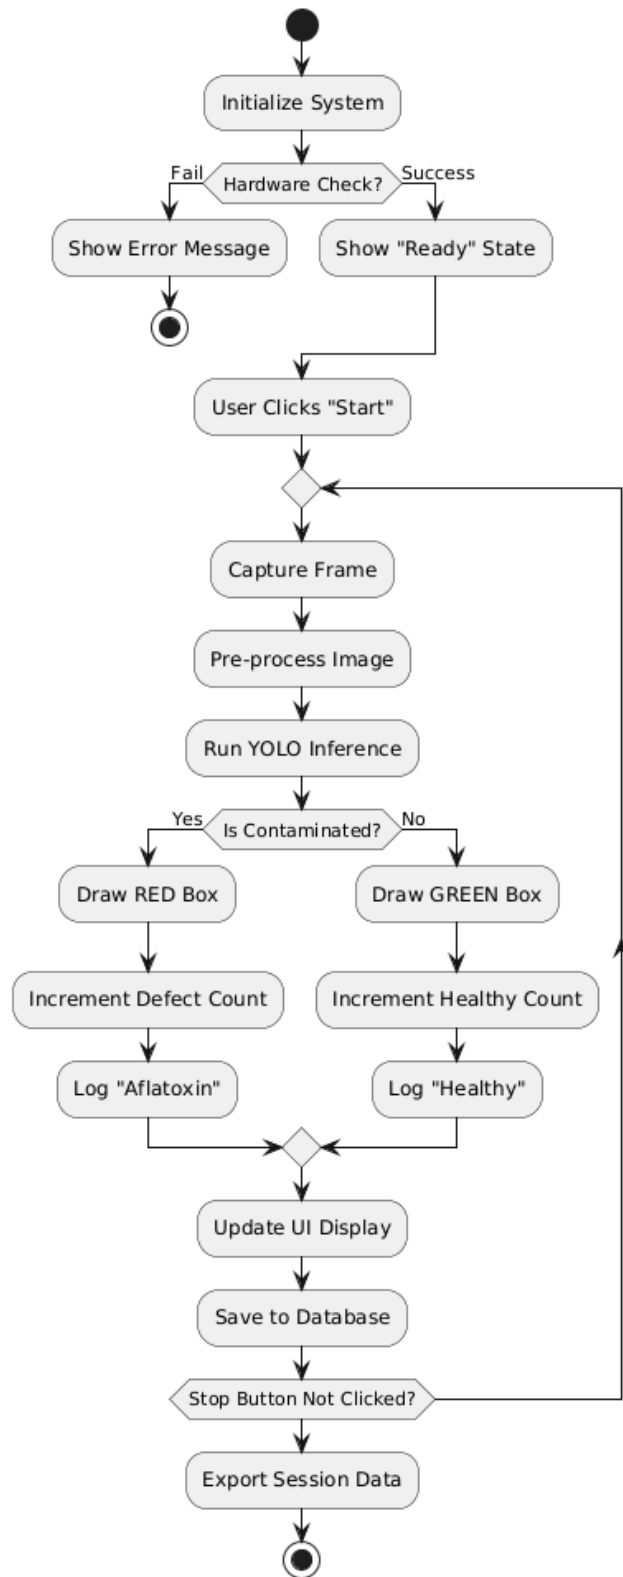 Initialize System
Fail
Hardware Check?
Success
Show Error Message
Show "Ready" State
User Clicks "Start"
Capture Frame
Pre-process Image
Run YOLO Inference
Yes
Is Contaminated?
No
Draw RED Box
Draw GREEN Box
Increment Defect Count
Increment Healthy Count
Log "Aflatoxin"
Log "Healthy"
Update UI Display
Save to Database
Stop Button Not Clicked?
Export Session Data